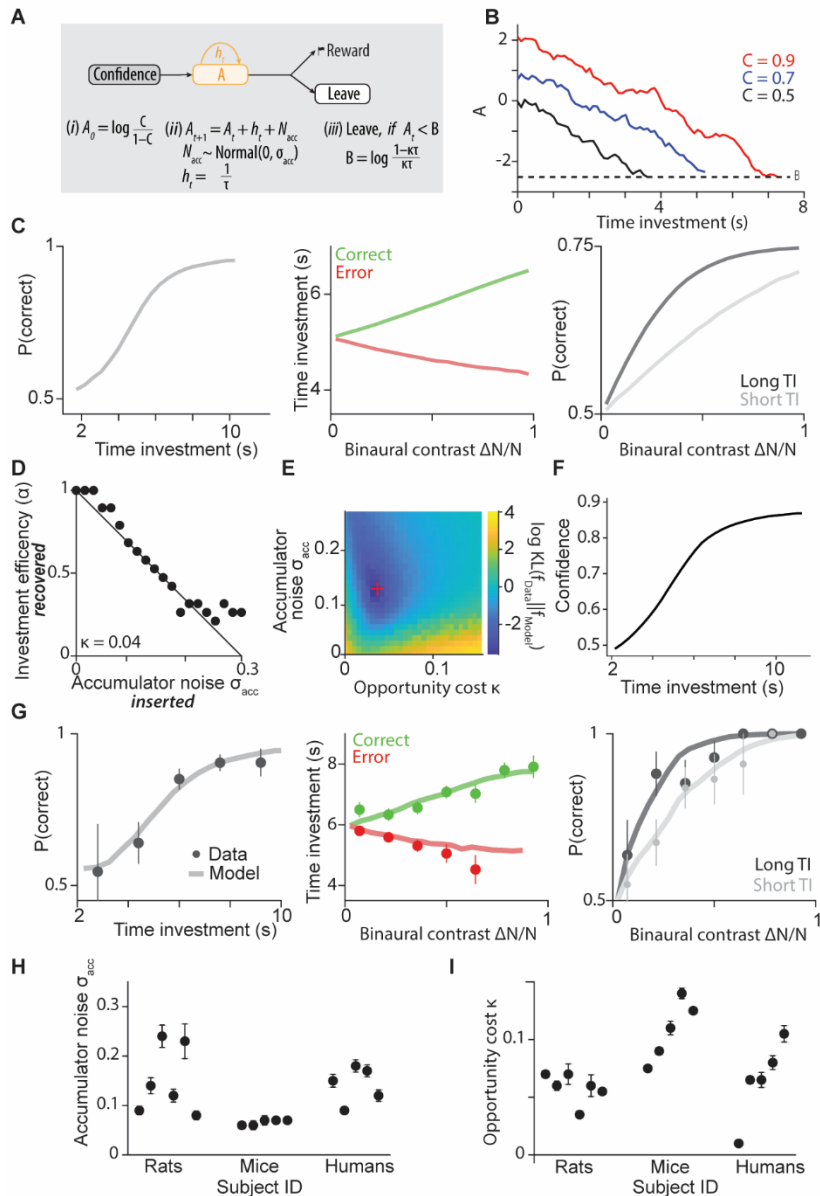 A
h_t
Confidence
A
Reward
Leave
(i) A_0 = log C/(1-C)
(ii) A_{t+1} = A_t + h_t + N_acc
N_acc ~ Normal(0, σ_acc)
h_t = 1/τ
(iii) Leave, if A_t < B
B = log (1-κτ)/(κτ)
B
A
2
0
-2
C = 0.9
C = 0.7
C = 0.5
B
0 2 4 6 8
Time investment (s)
C
P(correct)
1
0.5
2 6 10
Time investment (s)
Time investment (s)
6
4
Correct
Error
0 1
Binaural contrast ΔN/N
P(correct)
0.75
0.5
Long TI
Short TI
0 1
Binaural contrast ΔN/N
D
Investment efficency (α)
recovered
1
0.5
0
κ = 0.04
0 0.3
Accumulator noise σ_acc
inserted
E
Accumulator
noise σ_acc
0.2
0.1
0
0 0.1
Opportunity cost κ
4
2
0
-2
log KL(f_Data||f_Model)
F
Confidence
0.9
0.8
0.7
0.6
0.5
2 6 10
Time investment (s)
G
P(correct)
1
0.5
Data
Model
2 6 10
Time investment (s)
Time investment (s)
8
6
4
Correct
Error
0 1
Binaural contrast ΔN/N
P(correct)
1
0.5
Long TI
Short TI
0 1
Binaural contrast ΔN/N
H
Accumulator noise σ_acc
0.3
0.2
0.1
0
Rats Mice Humans
Subject ID
I
Opportunity cost κ
0.1
0
Rats Mice Humans
Subject ID